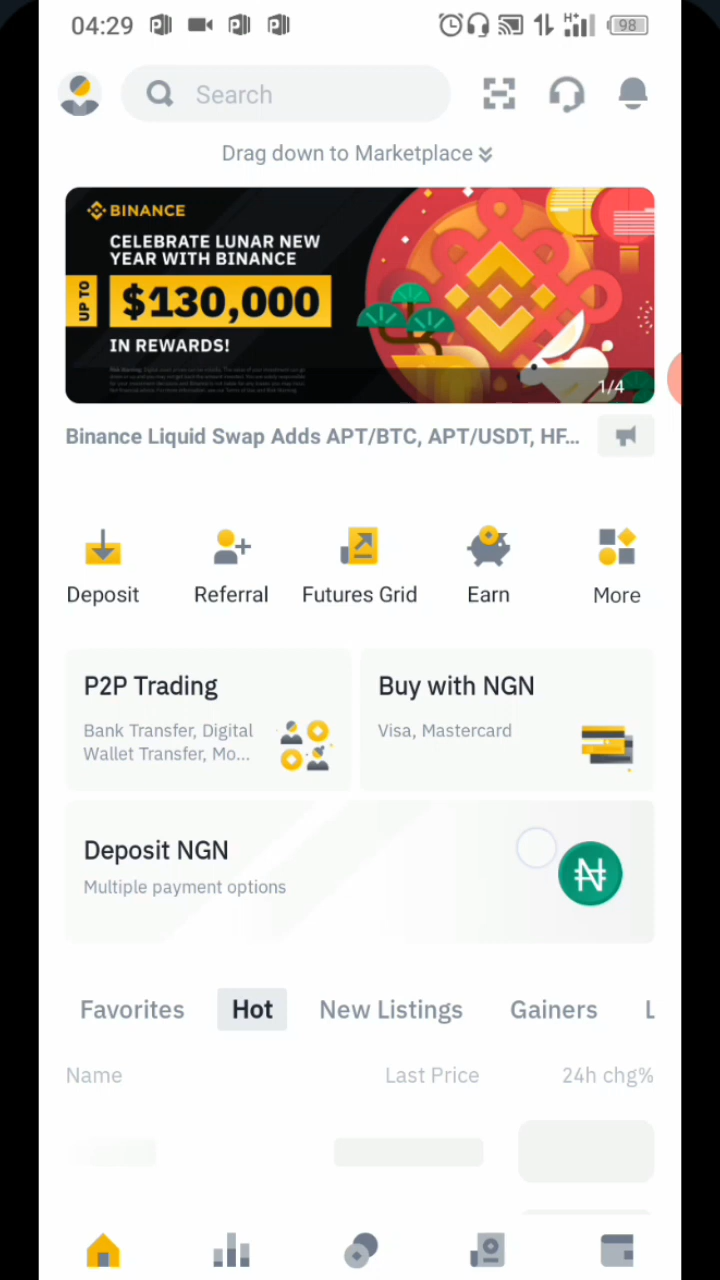 04:29
H+
98
Search
Drag down to Marketplace
BINANCE
CELEBRATE LUNAR NEW
YEAR WITH BINANCE
UP TO
$130,000
IN REWARDS!
1/4
Binance Liquid Swap Adds APT/BTC, APT/USDT, HF...
Deposit
Referral
Futures Grid
Earn
More
P2P Trading
Bank Transfer, Digital
Wallet Transfer, Mo...
Buy with NGN
Visa, Mastercard
Deposit NGN
Multiple payment options
Favorites
Hot
New Listings
Gainers
L
Name
Last Price
24h chg%